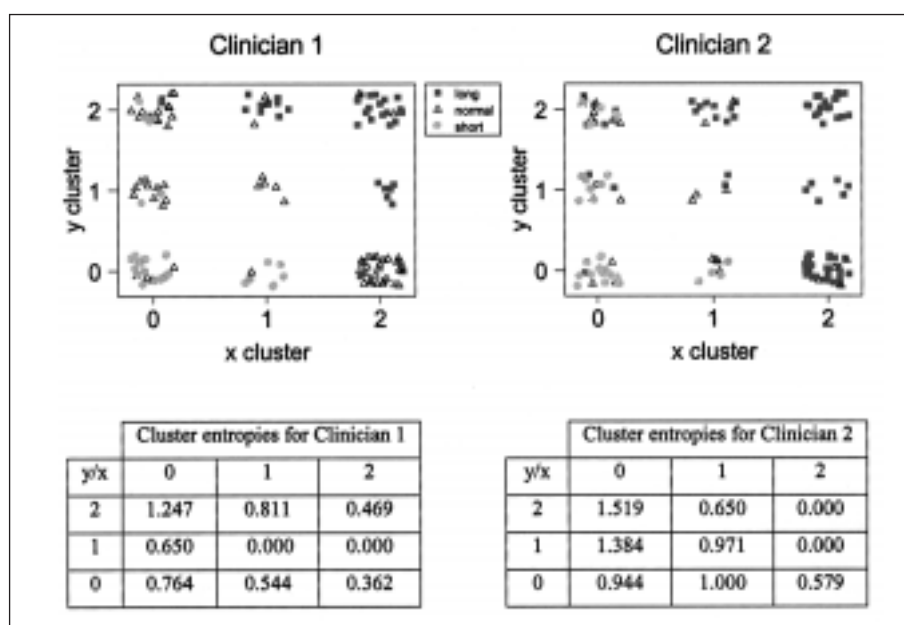 Clinician 1
Clinician 2
long
normal
short
2
1
0
y cluster
0 1 2
x cluster
2
1
0
y cluster
0 1 2
x cluster
Cluster entropies for Clinician 1
y/x 0 1 2
2 1.247 0.811 0.469
1 0.650 0.000 0.000
0 0.764 0.544 0.362
Cluster entropies for Clinician 2
y/x 0 1 2
2 1.519 0.650 0.000
1 1.384 0.971 0.000
0 0.944 1.000 0.579